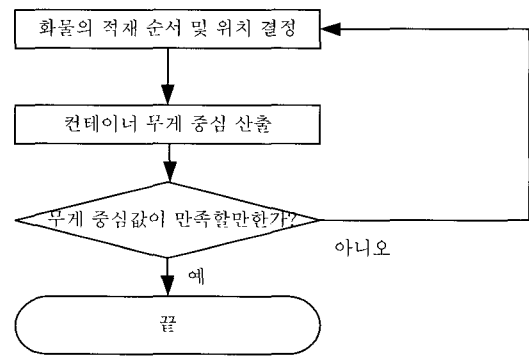 화물의 적재 순서 및 위치 결정
컨테이너 무게 중심 산출
무게 중심값이 만족할만한가?
아니오
예
끝